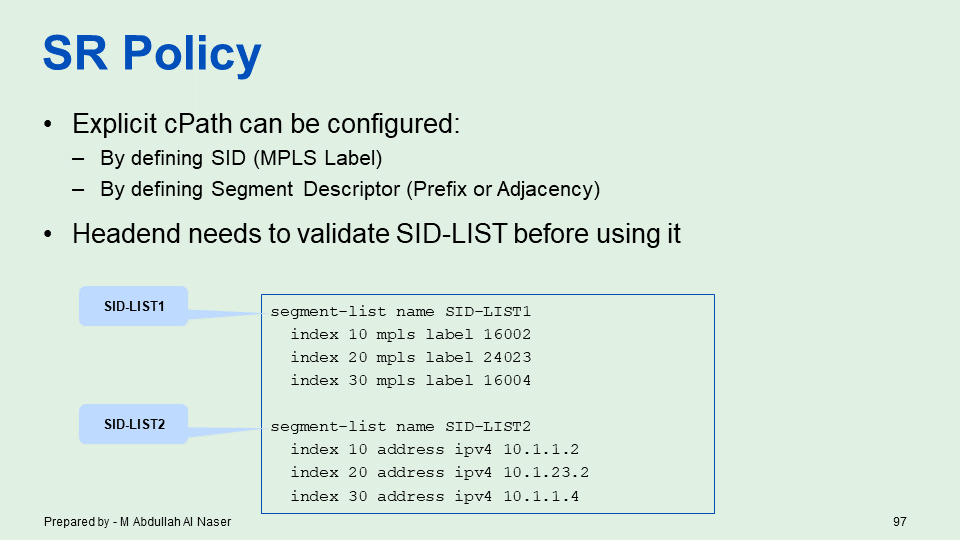 SR Policy
• Explicit cPath can be configured:
– By defining SID (MPLS Label)
– By defining Segment Descriptor (Prefix or Adjacency)
• Headend needs to validate SID-LIST before using it
SID-LIST1
segment-list name SID-LIST1
index 10 mpls label 16002
index 20 mpls label 24023
index 30 mpls label 16004
SID-LIST2
segment-list name SID-LIST2
index 10 address ipv4 10.1.1.2
index 20 address ipv4 10.1.23.2
index 30 address ipv4 10.1.1.4
Prepared by - M Abdullah Al Naser
97